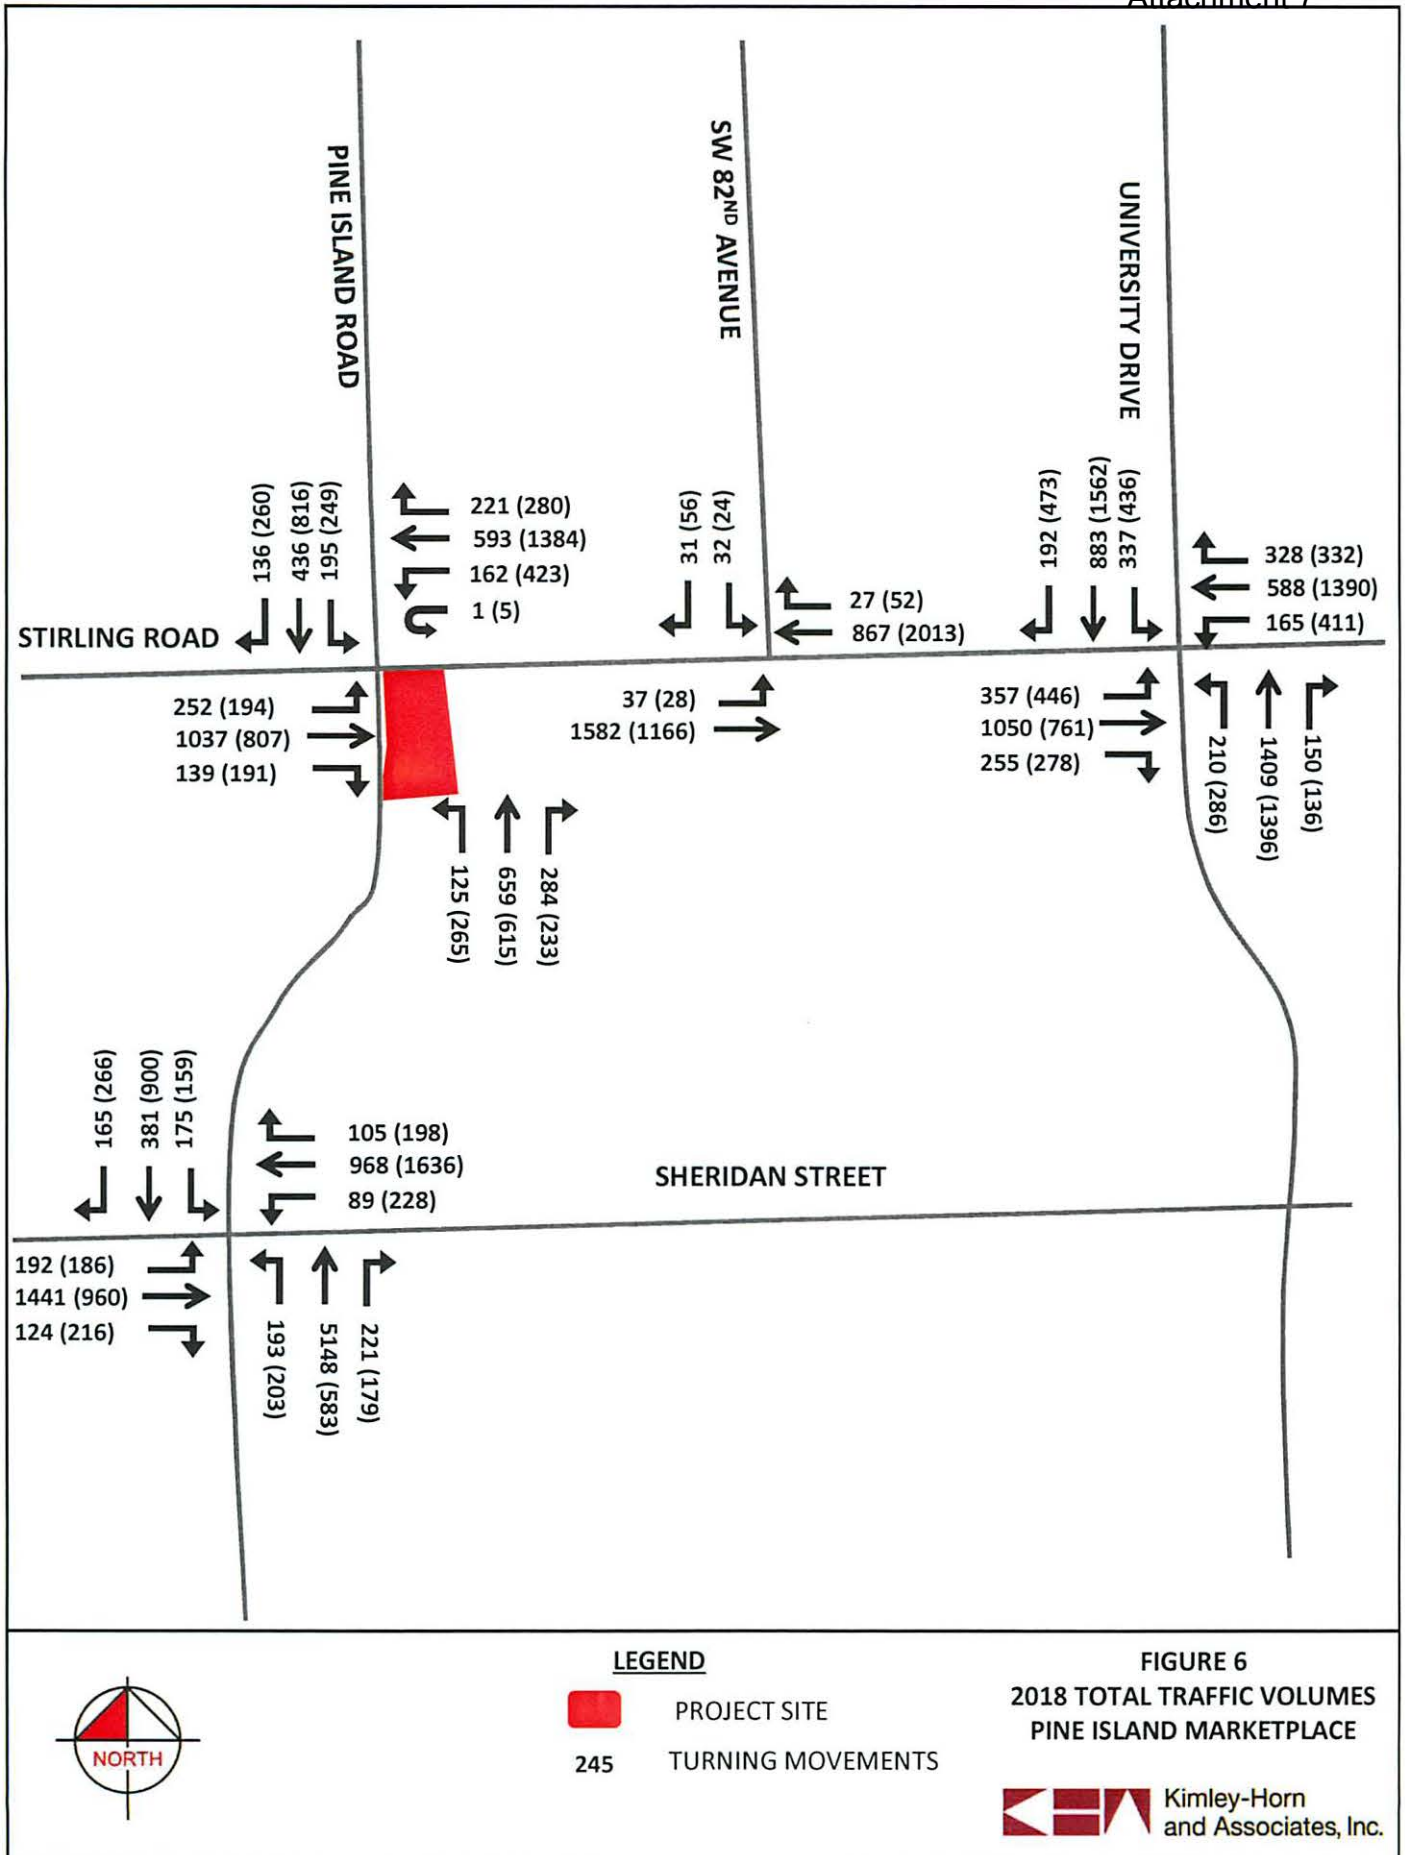 Attachment 7
PINE ISLAND ROAD
SW 82ND AVENUE
UNIVERSITY DRIVE
136 (260)
436 (816)
195 (249)
221 (280)
593 (1384)
162 (423)
1 (5)
31 (56)
32 (24)
27 (52)
867 (2013)
192 (473)
883 (1562)
337 (436)
328 (332)
588 (1390)
165 (411)
STIRLING ROAD
252 (194)
1037 (807)
139 (191)
37 (28)
1582 (1166)
357 (446)
1050 (761)
255 (278)
210 (286)
1409 (1396)
150 (136)
125 (265)
659 (615)
284 (233)
165 (266)
381 (900)
175 (159)
105 (198)
968 (1636)
89 (228)
SHERIDAN STREET
192 (186)
1441 (960)
124 (216)
193 (203)
5148 (583)
221 (179)
NORTH
LEGEND
PROJECT SITE
245 TURNING MOVEMENTS
FIGURE 6
2018 TOTAL TRAFFIC VOLUMES
PINE ISLAND MARKETPLACE
Kimley-Horn
and Associates, Inc.